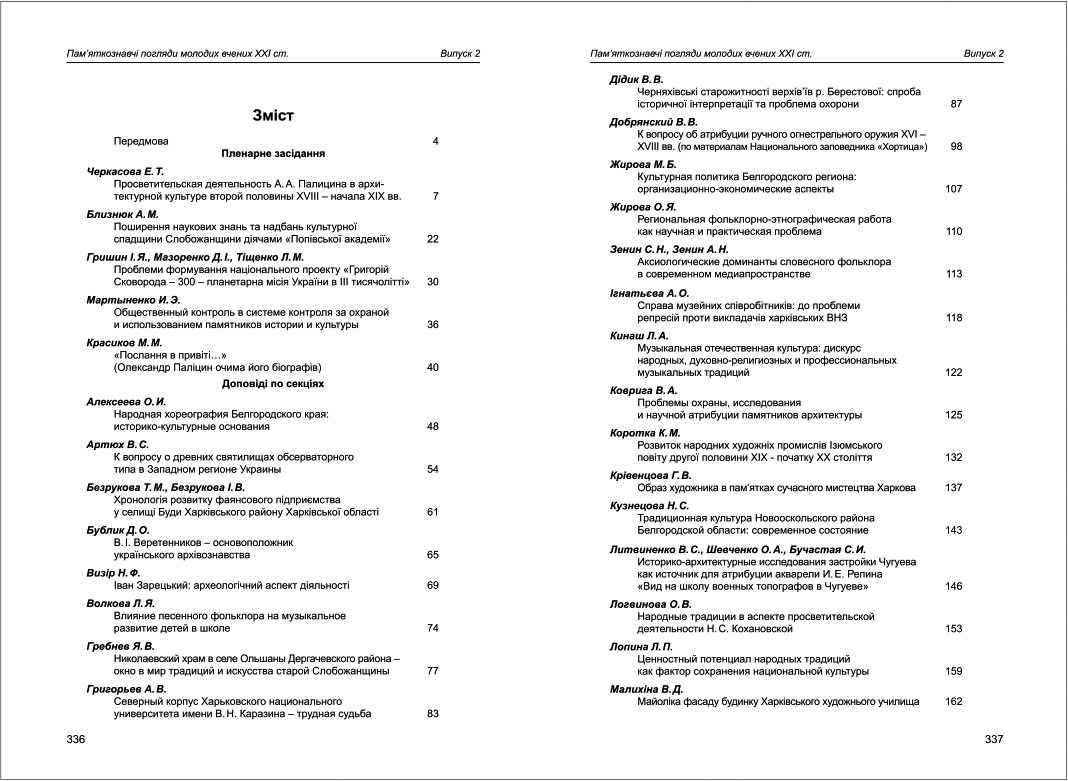 Пам'яткознавчі погляди молодих вчених XXI ст. Випуск 2
Зміст
Передмова 4
Пленарне засідання
Черкасова Е. Т.
Просветительская деятельность А. А. Палицина в архи-
тектурной культуре второй половины XVIII – начала XIX вв. 7
Близнюк А. М.
Поширення наукових знань та надбань культурної
спадщини Слобожанщини діячами «Попівської академії» 22
Гришин І. Я., Мазоренко Д. І., Тіщенко Л. М.
Проблеми формування національного проекту «Григорій
Сковорода – 300 – планетарна місія України в III тисячолітті» 30
Мартыненко И. Э.
Общественный контроль в системе контроля за охраной
и использованием памятников истории и культуры 36
Красиков М. М.
«Послання в привіті…»
(Олександр Паліцин очима його біографів) 40
Доповіді по секціях
Алексеева О. И.
Народная хореография Белгородского края:
историко-культурные основания 48
Артюх В. С.
К вопросу о древних святилищах обсерваторного
типа в Западном регионе Украины 54
Безрукова Т. М., Безрукова І. В.
Хронологія розвитку фаянсового підприємства
у селищі Буди Харківського району Харківської області 61
Бублик Д. О.
В. І. Веретенников – основоположник
українського архівознавства 65
Визір Н. Ф.
Іван Зарецький: археологічний аспект діяльності 69
Волкова Л. Я.
Влияние песенного фольклора на музыкальное
развитие детей в школе 74
Гребнев Я. В.
Николаевский храм в селе Ольшаны Дергачевского района –
окно в мир традиций и искусства старой Слобожанщины 77
Григорьев А. В.
Северный корпус Харьковского национального
университета имени В. Н. Каразина – трудная судьба 83
336
Пам'яткознавчі погляди молодих вчених XXI ст. Випуск 2
Дідик В. В.
Черняхівські старожитності верхів'їв р. Берестової: спроба
історичної інтерпретації та проблема охорони 87
Добрянский В. В.
К вопросу об атрибуции ручного огнестрельного оружия XVI –
XVIII вв. (по материалам Национального заповедника «Хортица») 98
Жирова М. Б.
Культурная политика Белгородского региона:
организационно-экономические аспекты 107
Жирова О. Я.
Региональная фольклорно-этнографическая работа
как научная и практическая проблема 110
Зенин С. Н., Зенин А. Н.
Аксиологические доминанты словесного фольклора
в современном медиапространстве 113
Ігнатьєва А. О.
Справа музейних співробітників: до проблеми
репресій проти викладачів харківських ВНЗ 118
Кинаш Л. А.
Музыкальная отечественная культура: дискурс
народных, духовно-религиозных и профессиональных
музыкальных традиций 122
Коврига В. А.
Проблемы охраны, исследования
и научной атрибуции памятников архитектуры 125
Коротка К. М.
Розвиток народних художніх промислів Ізюмського
повіту другої половини XIX - початку XX століття 132
Крівенцова Г. В.
Образ художника в пам'ятках сучасного мистецтва Харкова 137
Кузнецова Н. С.
Традиционная культура Новооскольского района
Белгородской области: современное состояние 143
Литвиненко В. С., Шевченко О. А., Бучастая С. И.
Историко-архитектурные исследования застройки Чугуева
как источник для атрибуции акварели И. Е. Репина
«Вид на школу военных топографов в Чугуеве» 146
Логвинова О. В.
Народные традиции в аспекте просветительской
деятельности Н. С. Кохановской 153
Лопина Л. П.
Ценностный потенциал народных традиций
как фактор сохранения национальной культуры 159
Малихіна В. Д.
Майоліка фасаду будинку Харківського художнього училища 162
337